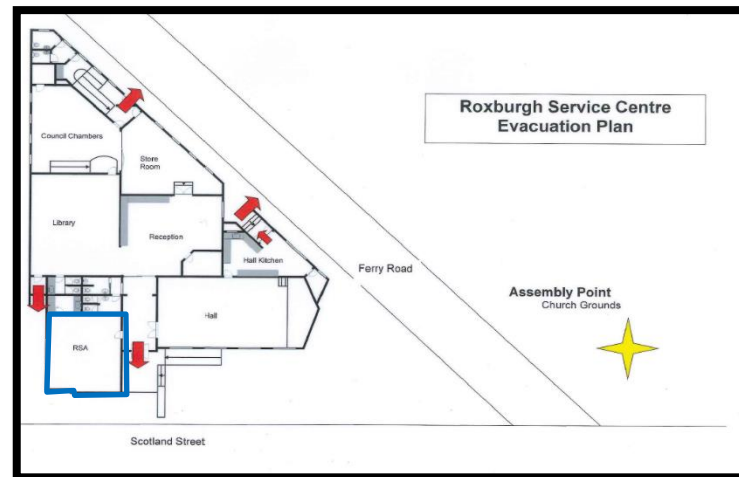 Roxburgh Service Centre
Evacuation Plan
Council Chambers
Store
Room
Library
Reception
Hall Kitchen
Ferry Road
Assembly Point
Church Grounds
Hall
RSA
Scotland Street